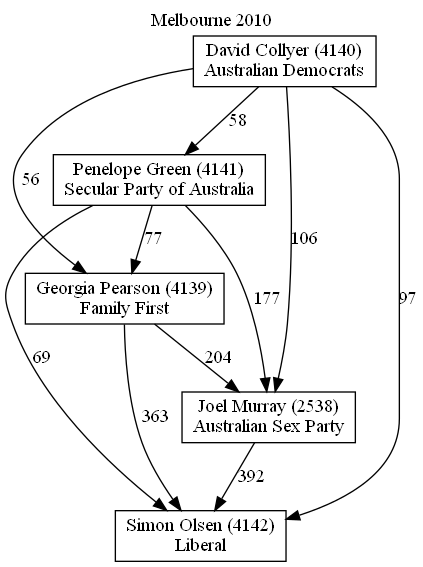 Melbourne 2010
David Collyer (4140)
Australian Democrats
58
Penelope Green (4141)
Secular Party of Australia
56
77
106
97
Georgia Pearson (4139)
Family First
177
69
204
363
Joel Murray (2538)
Australian Sex Party
392
Simon Olsen (4142)
Liberal